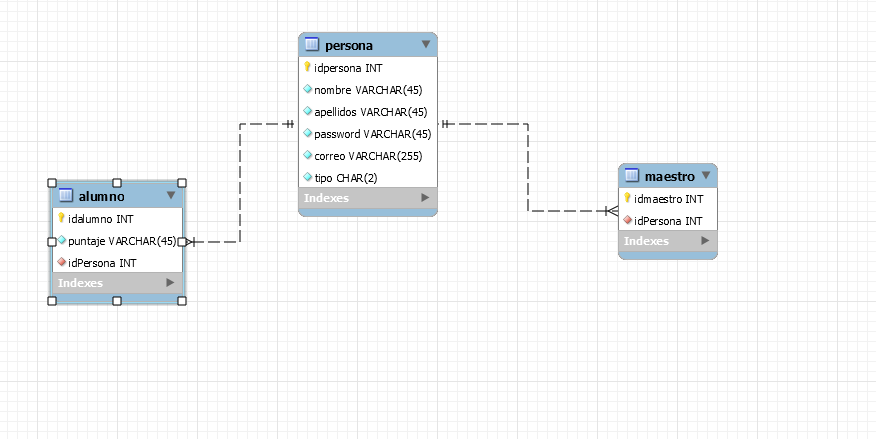 persona
idpersona INT
nombre VARCHAR(45)
apellidos VARCHAR(45)
password VARCHAR(45)
correo VARCHAR(255)
tipo CHAR(2)
Indexes
alumno
idalumno INT
puntaje VARCHAR(45)
idPersona INT
Indexes
maestro
idmaestro INT
idPersona INT
Indexes